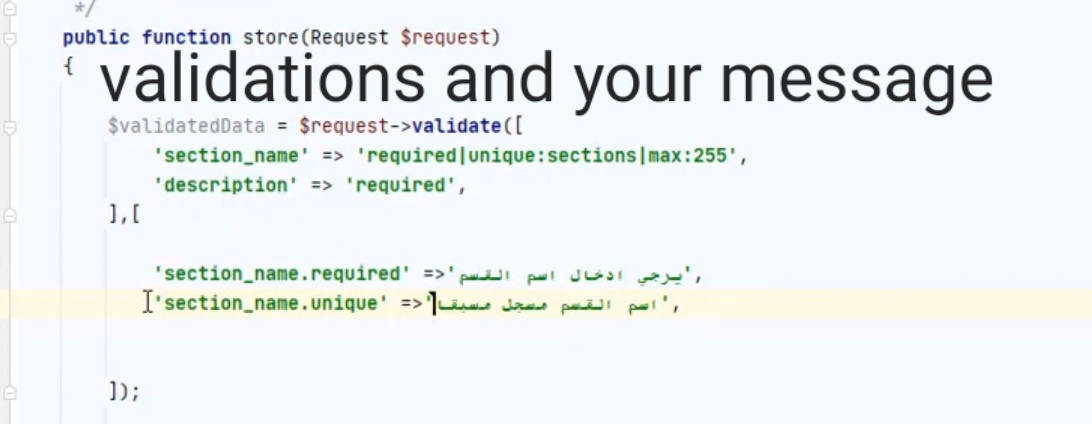 */
public function store(Request $request)
{
validations and your message
$validatedData = $request->validate([
'section_name' => 'required|unique:sections|max:255',
'description' => 'required',
],[
'section_name.required' =>'يرجي ادخال اسم القسم',
'section_name.unique' =>'اسم القسم مسجل مسبقا',
]);